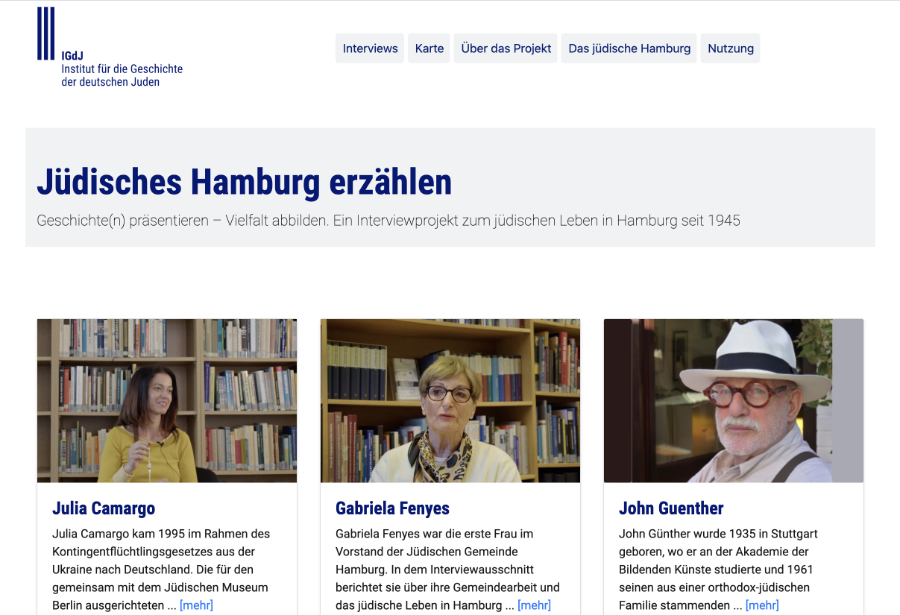 IGdJ
Institut für die Geschichte
der deutschen Juden
Interviews
Karte
Über das Projekt
Das jüdische Hamburg
Nutzung
Jüdisches Hamburg erzählen
Geschichte(n) präsentieren – Vielfalt abbilden. Ein Interviewprojekt zum jüdischen Leben in Hamburg seit 1945
Julia Camargo
Julia Camargo kam 1995 im Rahmen des
Kontingentflüchtlingsgesetzes aus der
Ukraine nach Deutschland. Die für den
gemeinsam mit dem Jüdischen Museum
Berlin ausgerichteten ... [mehr]
Gabriela Fenyes
Gabriela Fenyes war die erste Frau im
Vorstand der Jüdischen Gemeinde
Hamburg. In dem Interviewausschnitt
berichtet sie über ihre Gemeindearbeit und
das jüdische Leben in Hamburg ... [mehr]
John Guenther
John Günther wurde 1935 in Stuttgart
geboren, wo er an der Akademie der
Bildenden Künste studierte und 1961
seinen aus einer orthodox-jüdischen
Familie stammenden ... [mehr]